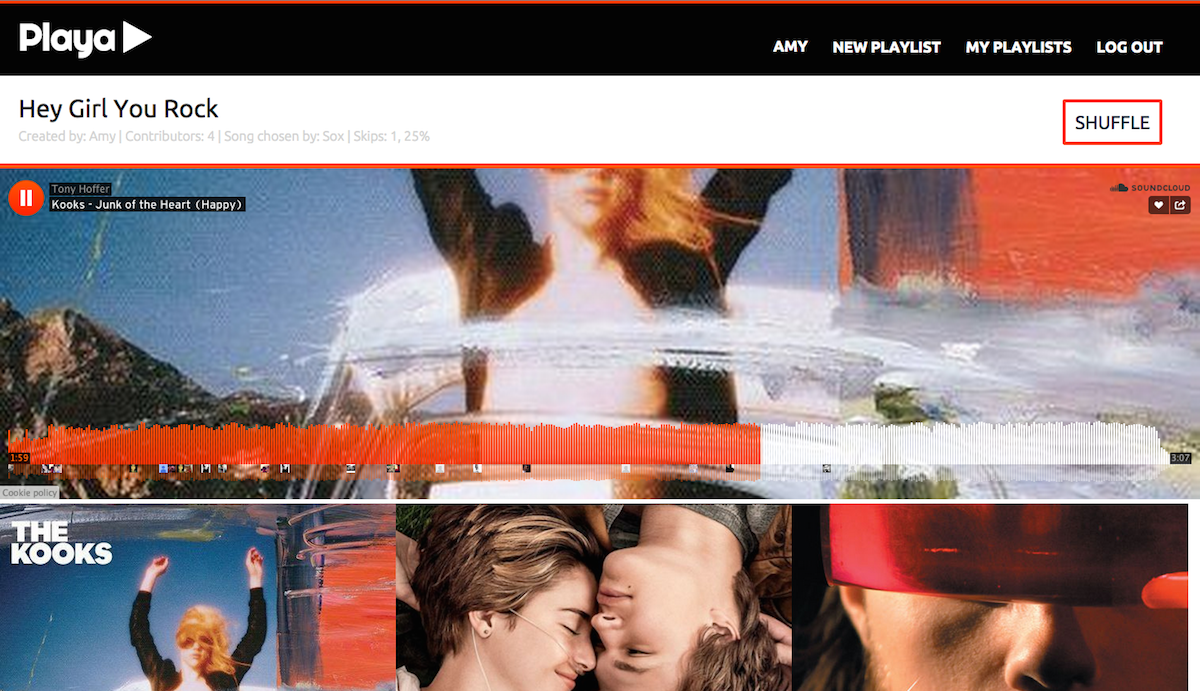 Playa
AMY NEW PLAYLIST MY PLAYLISTS LOG OUT
Hey Girl You Rock
Created by: Amy | Contributors: 4 | Song chosen by: Sox | Skips: 1, 25%
SHUFFLE
Tony Hoffer
Kooks - Junk of the Heart (Happy)
SOUNDCLOUD
1:59
3:07
Cookie policy
THE
KOOKS